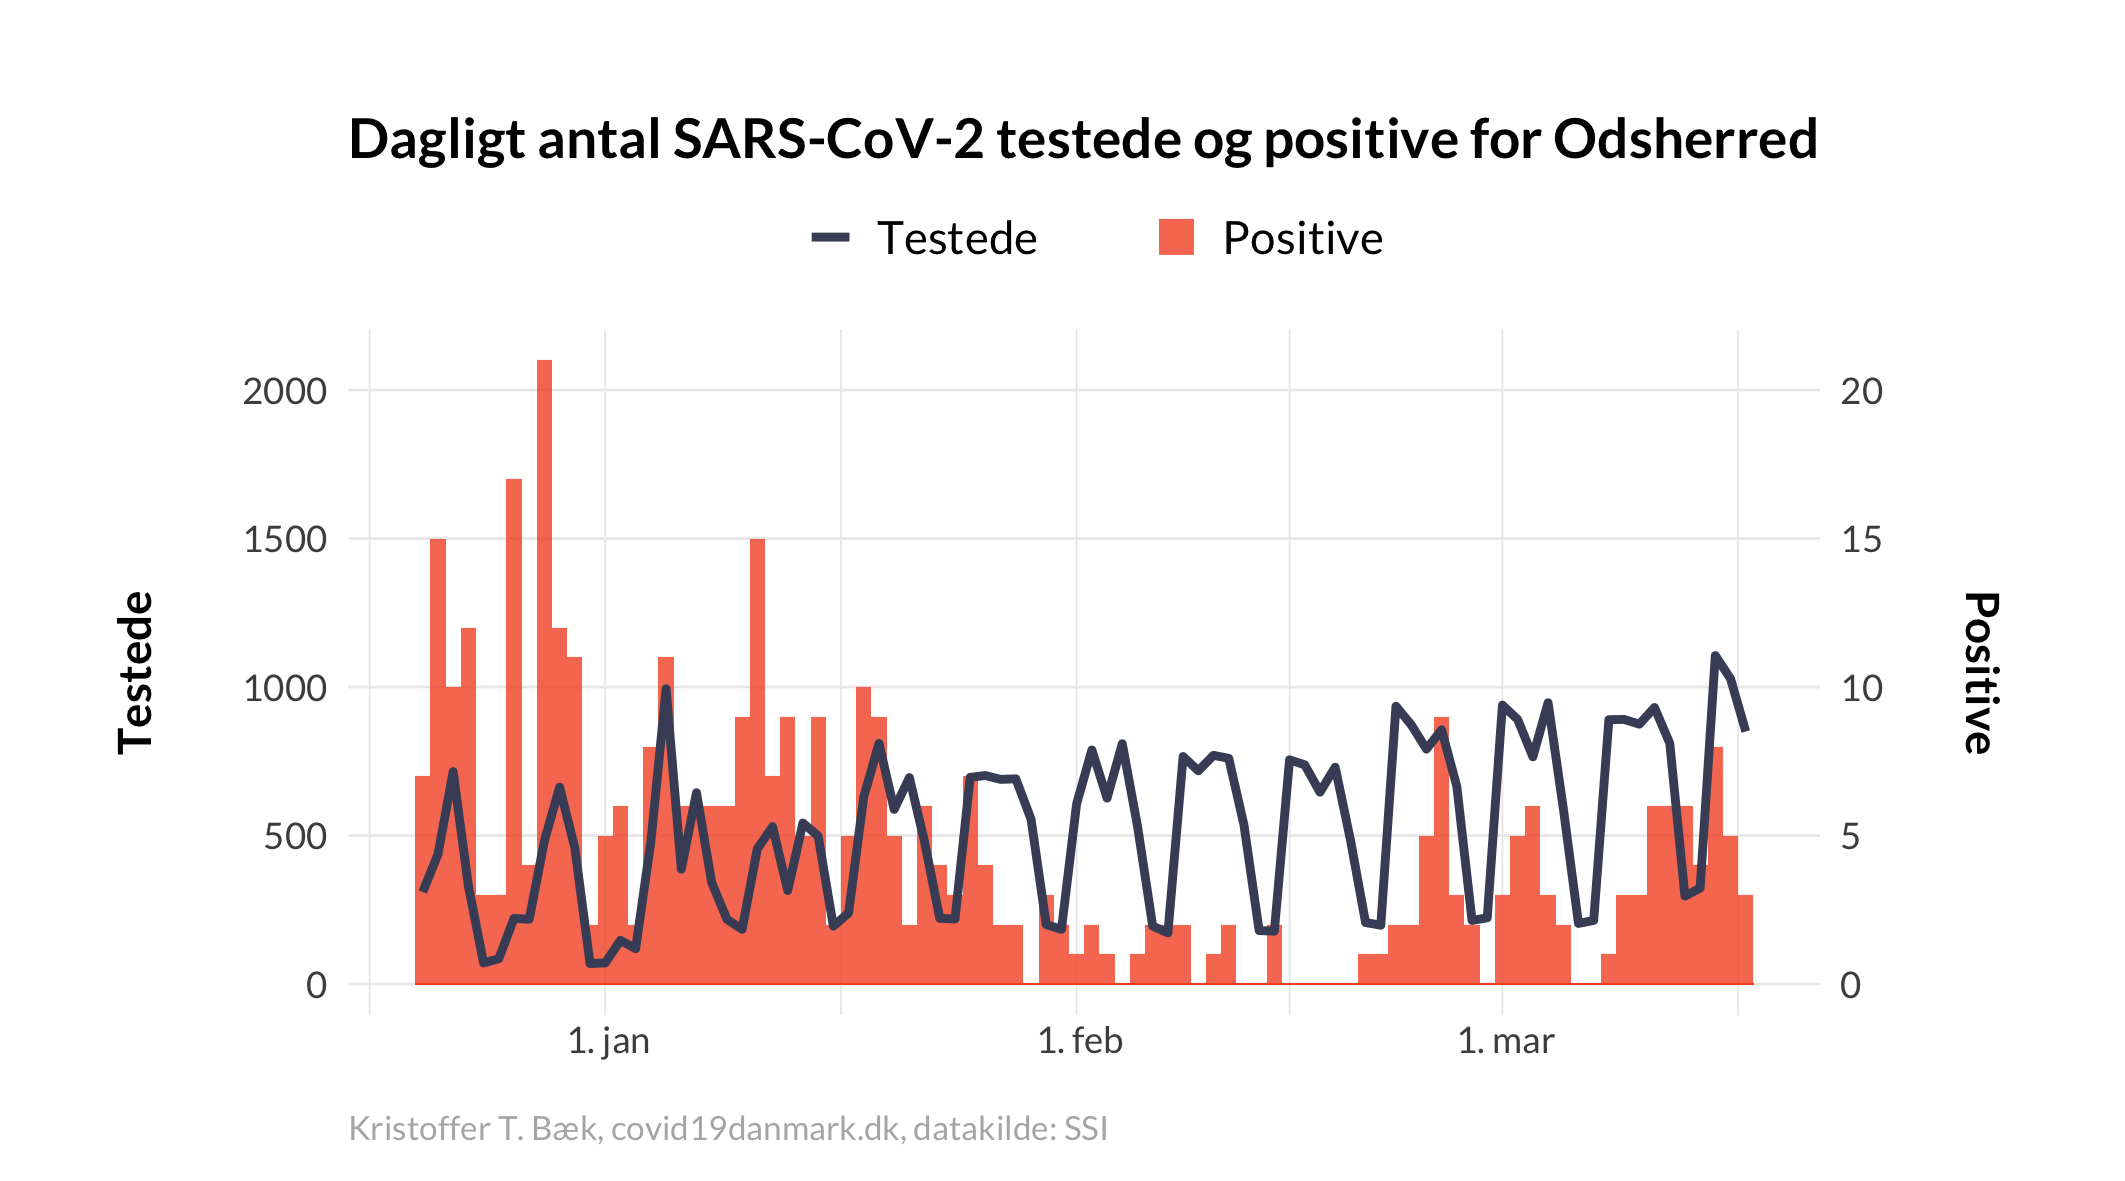 Dagligt antal SARS-CoV-2 testede og positive for Odsherred
Testede
Positive
2000
1500
1000
500
0
Testede
20
15
10
5
0
Positive
1. jan
1. feb
1. mar
Kristoffer T. Bæk, covid19danmark.dk, datakilde: SSI